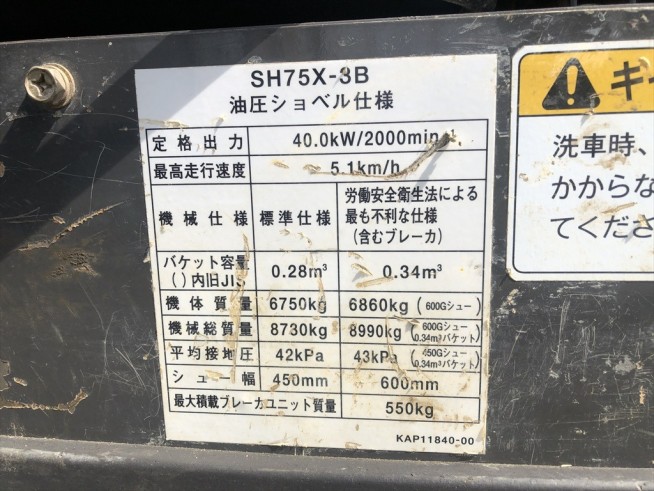 SH75X-3B
油圧ショベル仕様
定格出力 40.0kW/2000min⁻¹
最高走行速度 5.1km/h
機械仕様 標準仕様 労働安全衛生法による
最も不利な仕様
(含むブレーカ)
バケット容量
( )内旧JIS 0.28m³ 0.34m³
機体質量 6750kg 6860kg (600Gシュー)
機械総質量 8730kg 8990kg (600Gシュー
0.34m³バケット)
平均接地圧 42kPa 43kPa (450Gシュー
0.34m³バケット)
シュー幅 450mm 600mm
最大積載ブレーカユニット質量 550kg
KAP11840-00
洗車時、
かからな
てくださ